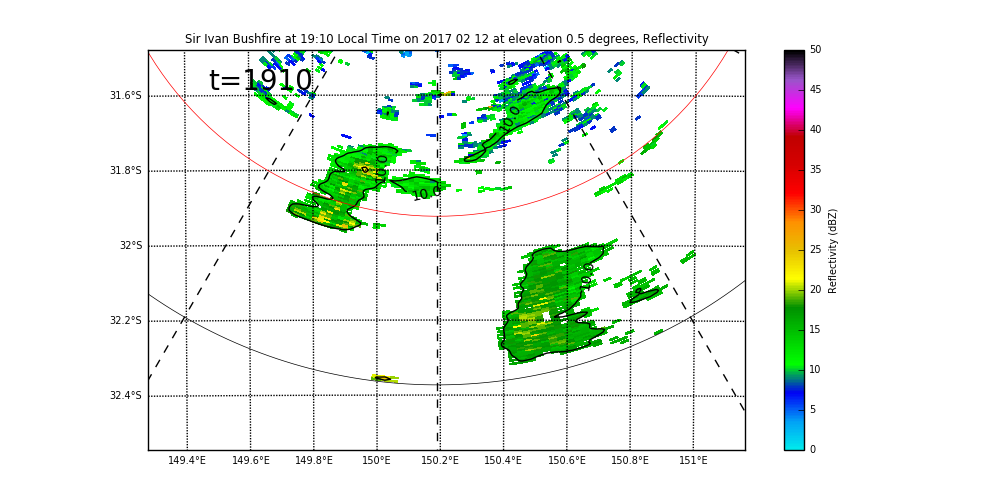 Sir Ivan Bushfire at 19:10 Local Time on 2017 02 12 at elevation 0.5 degrees, Reflectivity
t=1910
31.6°S
31.8°S
32°S
32.2°S
32.4°S
149.4°E 149.6°E 149.8°E 150°E 150.2°E 150.4°E 150.6°E 150.8°E 151°E
10.0
10.0
10.0
10.0
50
45
40
35
30
25
20
15
10
5
0
Reflectivity (dBZ)